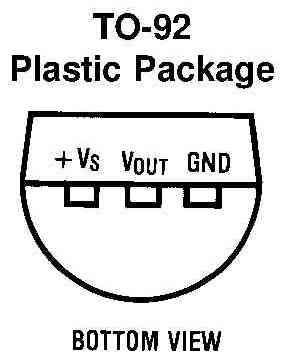 TO-92
Plastic Package
+VS VOUT GND
BOTTOM VIEW